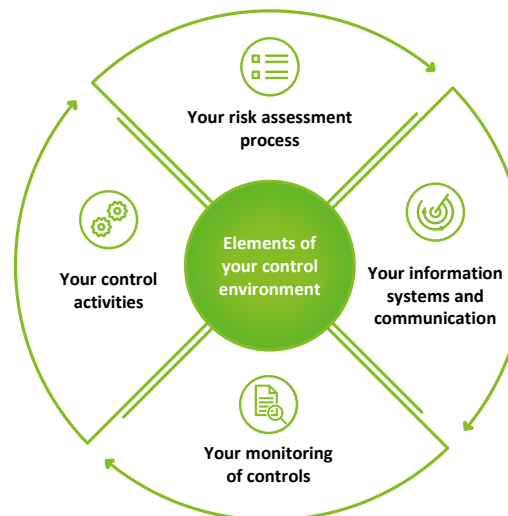 Your risk assessment
process
Elements of
your control
environment
Your control
activities
Your information
systems and
communication
Your monitoring
of controls